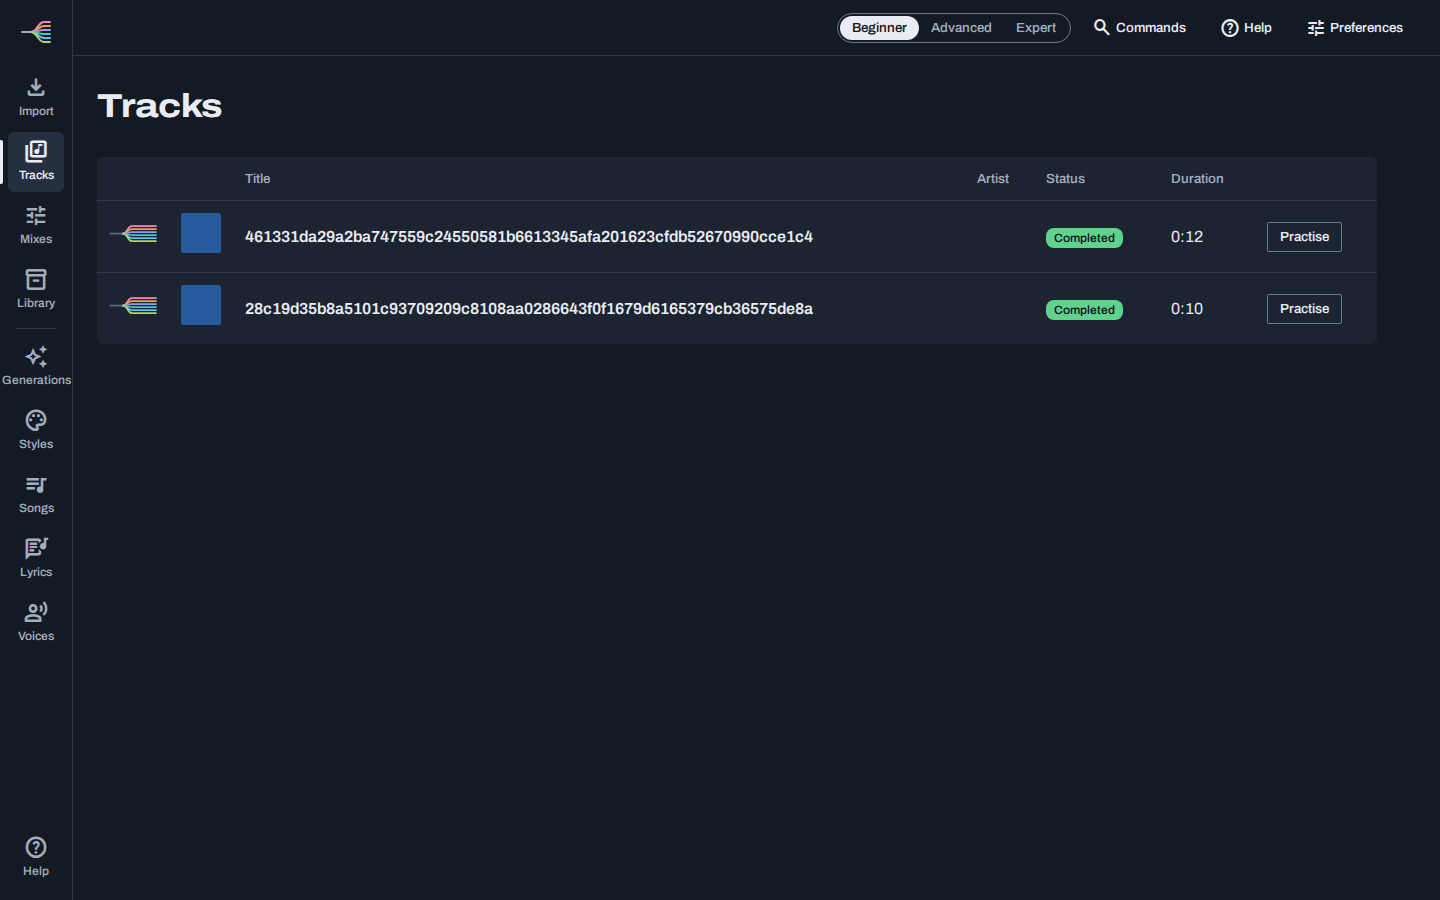 Beginner Advanced Expert Commands Help Preferences
Import
Tracks
Mixes
Library
Generations
Styles
Songs
Lyrics
Voices
Help
Tracks
Title Artist Status Duration
461331da29a2ba747559c24550581b6613345afa201623cfdb52670990cce1c4 Completed 0:12 Practise
28c19d35b8a5101c93709209c8108aa0286643f0f1679d6165379cb36575de8a Completed 0:10 Practise